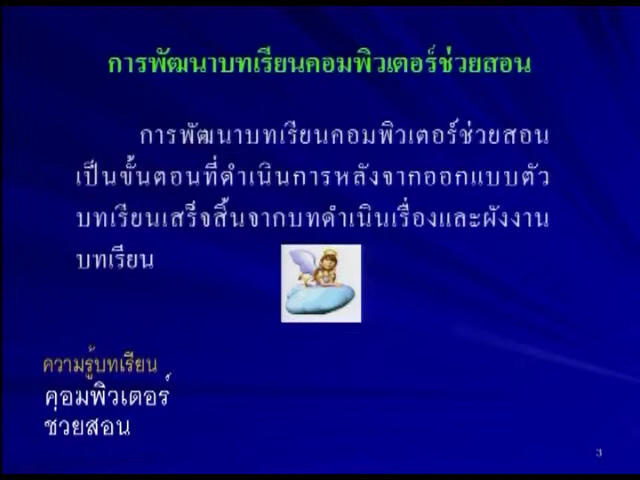 การพัฒนาบทเรียนคอมพิวเตอร์ช่วยสอน
การพัฒนาบทเรียนคอมพิวเตอร์ช่วยสอน
เป็นขั้นตอนที่ดำเนินการหลังจากออกแบบตัว
บทเรียนเสร็จสิ้นจากบทดำเนินเรื่องและผังงาน
บทเรียน
ความรู้บทเรียน
คอมพิวเตอร์
ช่วยสอน
3